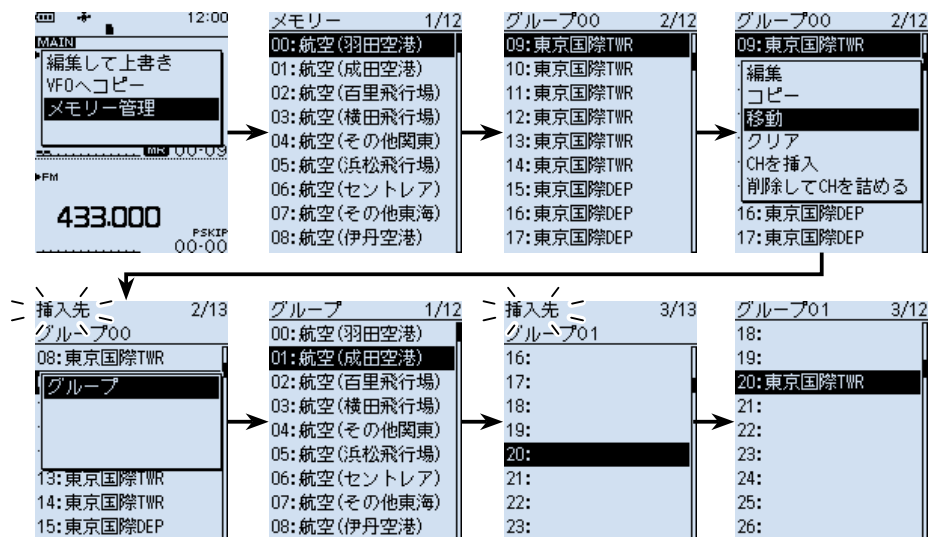 12:00
MAIN
編集して上書き
VFOへコピー
メモリー管理
MR 00-09
FM
433.000
PSKIP
00-00
メモリー 1/12
00:航空(羽田空港)
01:航空(成田空港)
02:航空(百里飛行場)
03:航空(横田飛行場)
04:航空(その他関東)
05:航空(浜松飛行場)
06:航空(セントレア)
07:航空(その他東海)
08:航空(伊丹空港)
グループ00 2/12
09:東京国際TWR
10:東京国際TWR
11:東京国際TWR
12:東京国際TWR
13:東京国際TWR
14:東京国際TWR
15:東京国際DEP
16:東京国際DEP
17:東京国際DEP
グループ00 2/12
09:東京国際TWR
編集
コピー
移動
クリア
CHを挿入
削除してCHを詰める
16:東京国際DEP
17:東京国際DEP
挿入先 2/13
グループ00
08:東京国際TWR
グループ
13:東京国際TWR
14:東京国際TWR
15:東京国際DEP
グループ 1/12
00:航空(羽田空港)
01:航空(成田空港)
02:航空(百里飛行場)
03:航空(横田飛行場)
04:航空(その他関東)
05:航空(浜松飛行場)
06:航空(セントレア)
07:航空(その他東海)
08:航空(伊丹空港)
挿入先 3/13
グループ01
16:
17:
18:
19:
20:
21:
22:
23:
グループ01 3/12
18:
19:
20:東京国際TWR
21:
22:
23:
24:
25:
26: